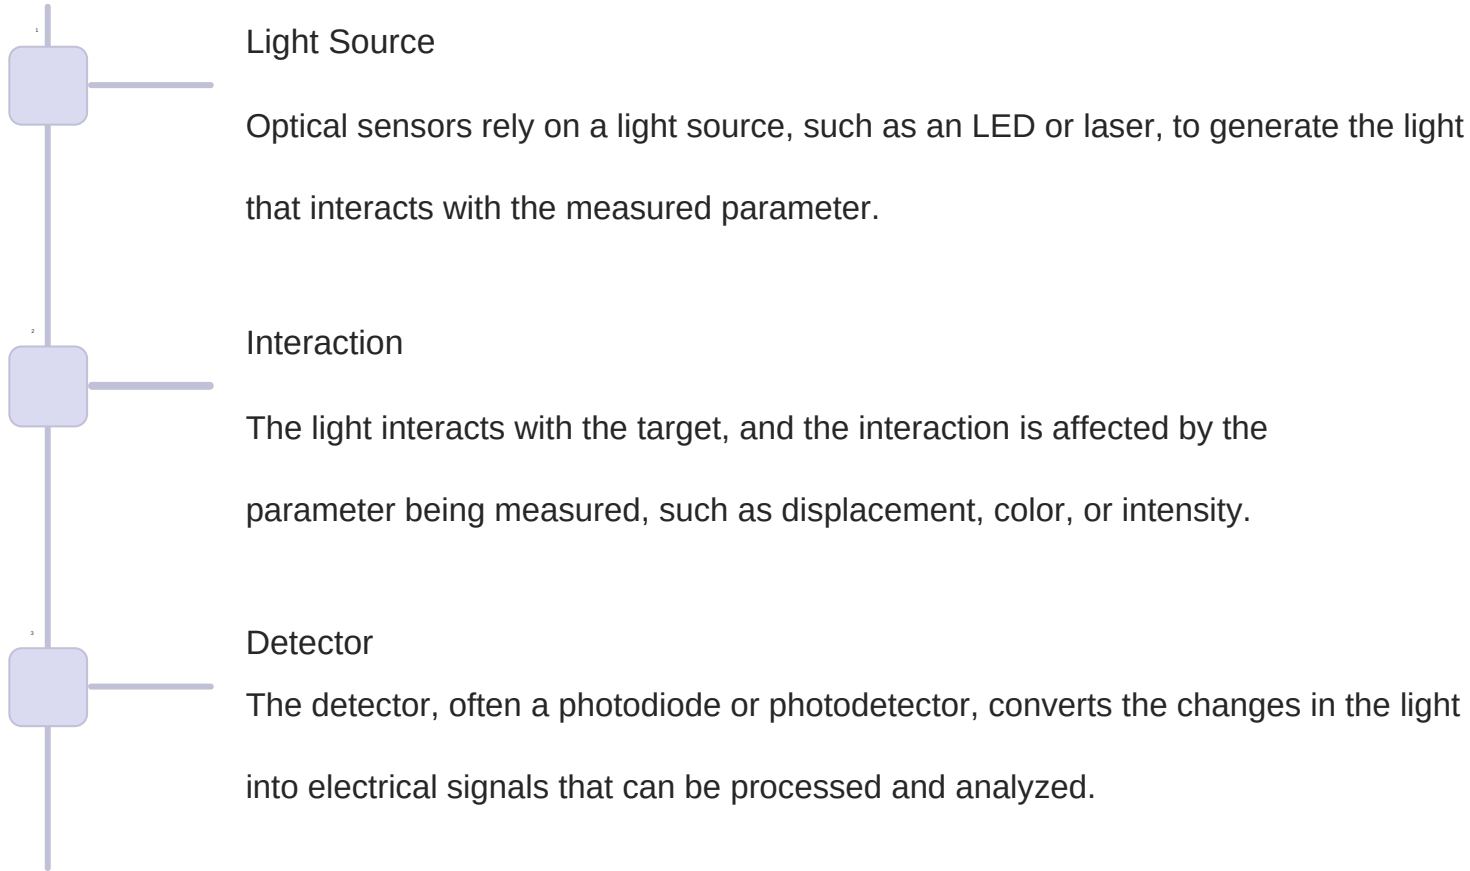 1
Light Source
Optical sensors rely on a light source, such as an LED or laser, to generate the light
that interacts with the measured parameter.
2
Interaction
The light interacts with the target, and the interaction is affected by the
parameter being measured, such as displacement, color, or intensity.
3
Detector
The detector, often a photodiode or photodetector, converts the changes in the light
into electrical signals that can be processed and analyzed.